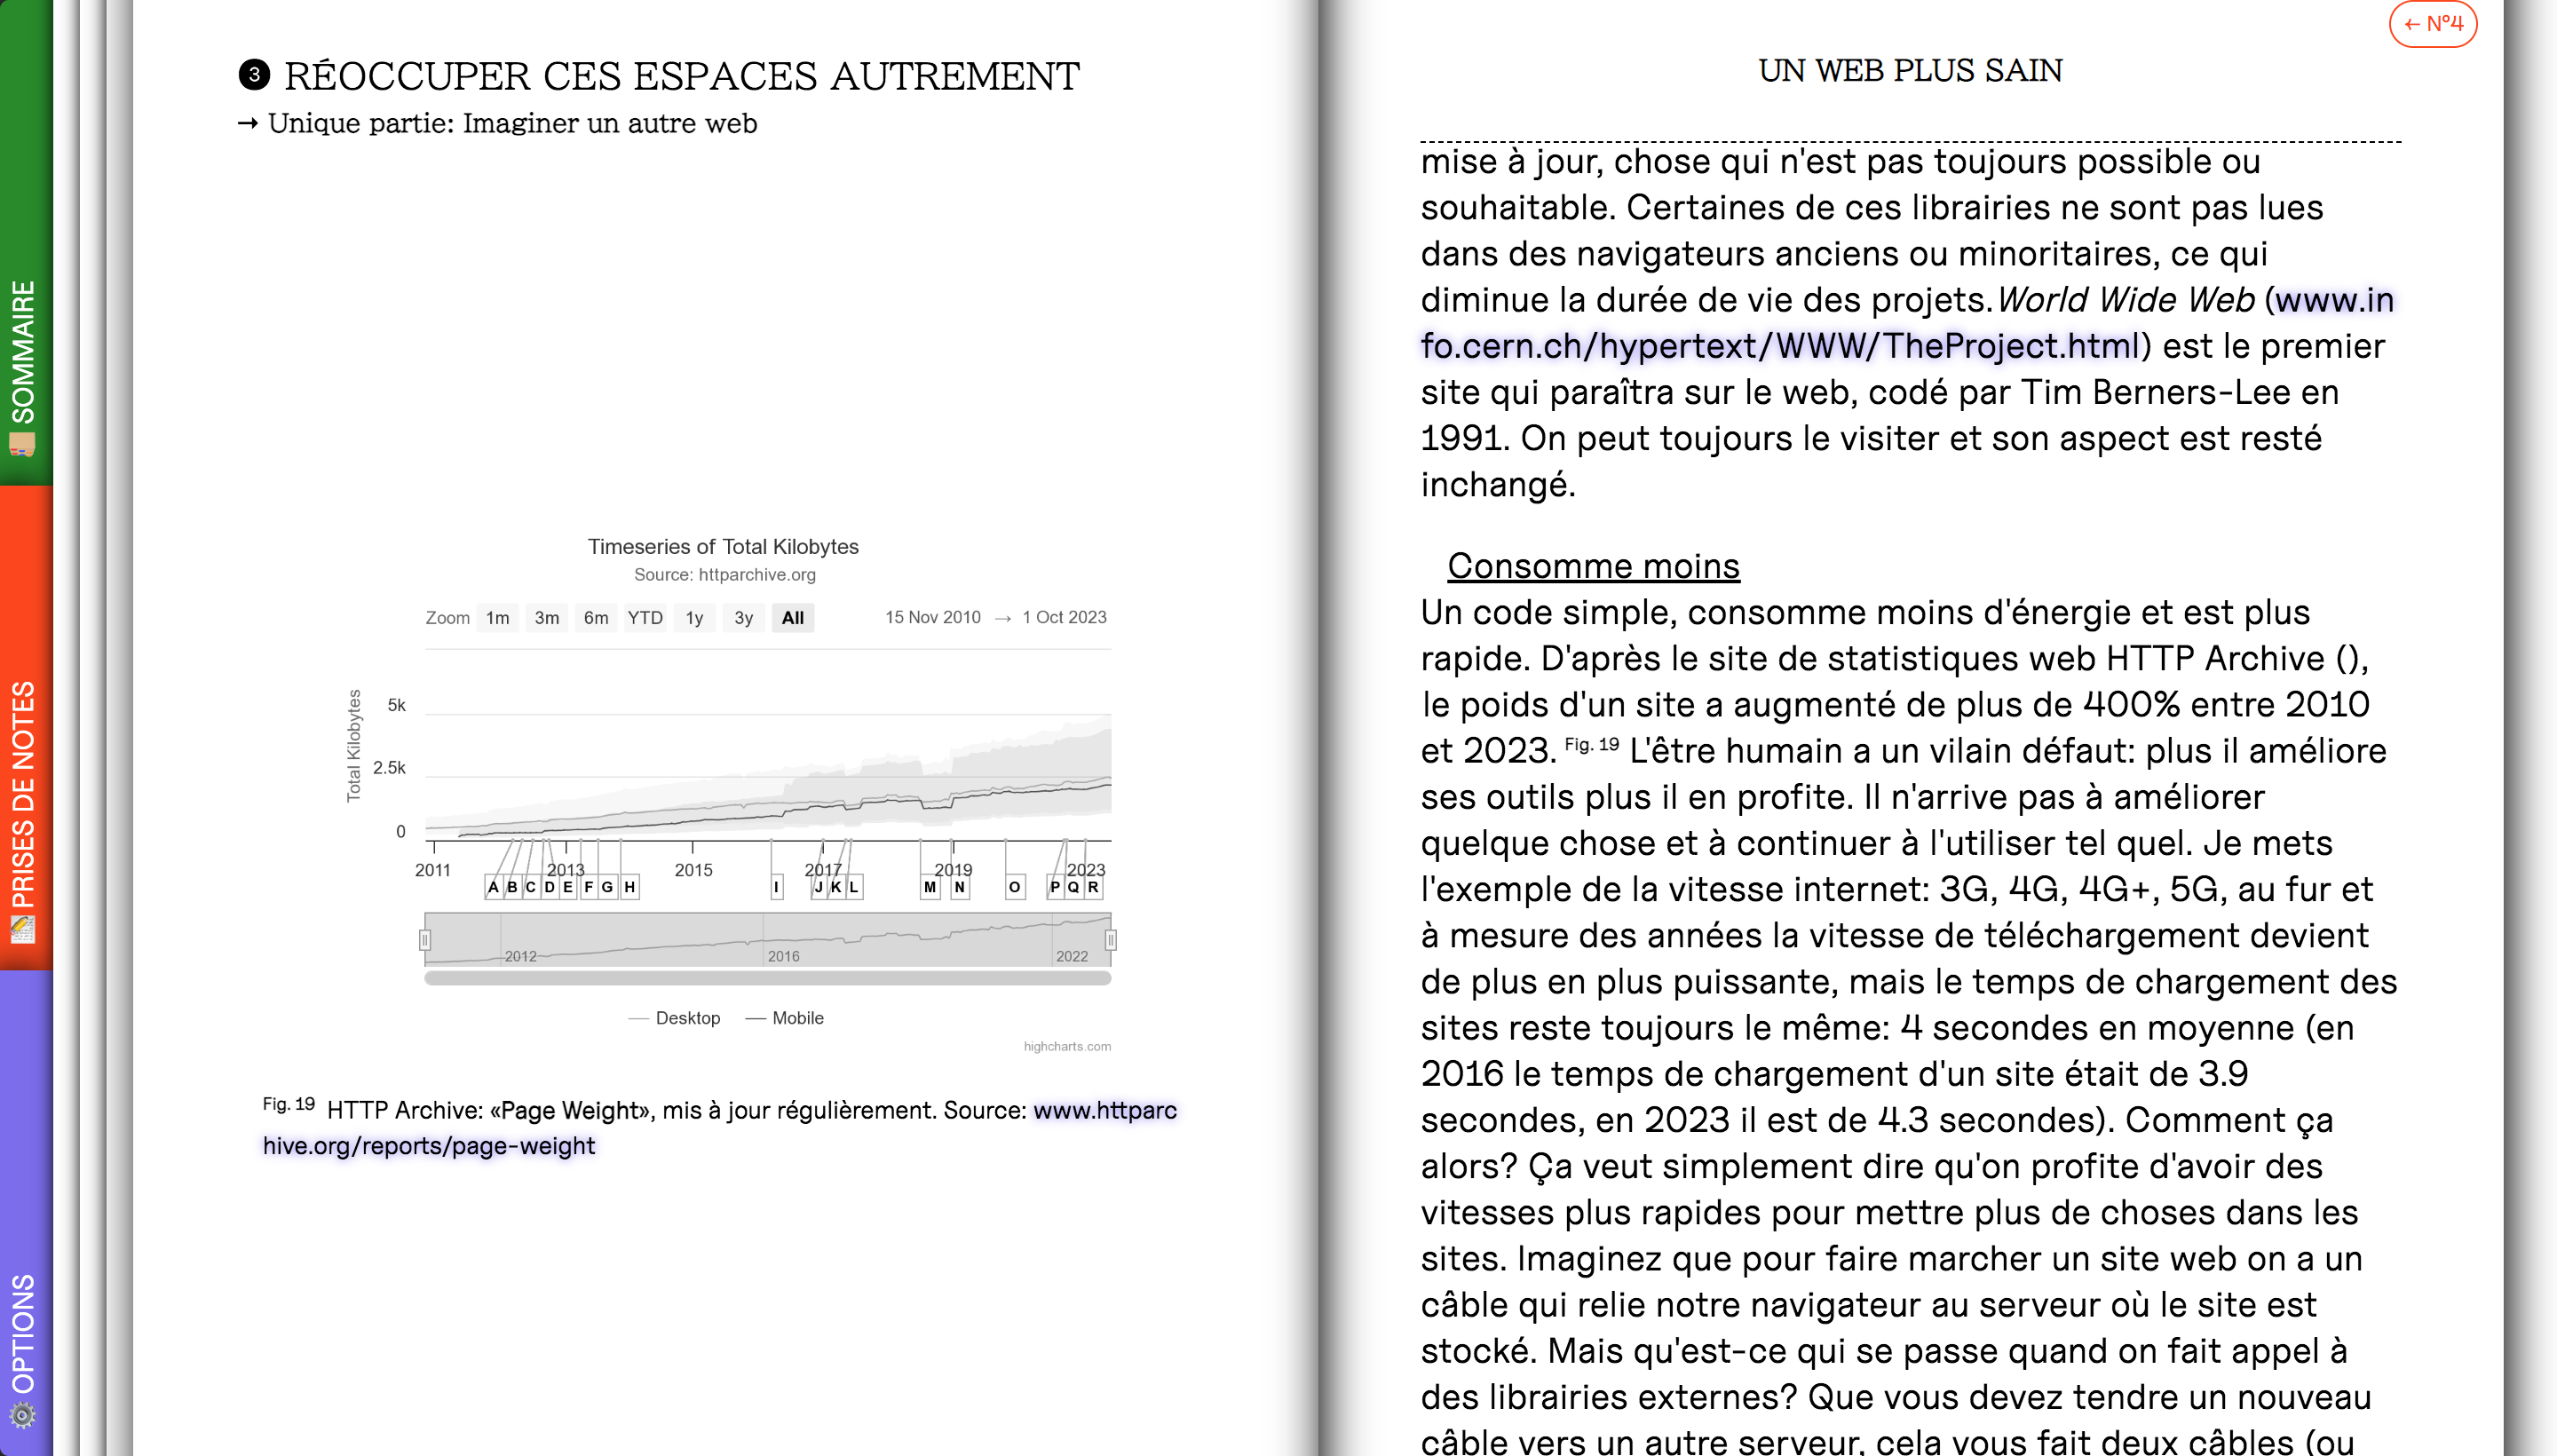 SOMMAIRE
PRISES DE NOTES
OPTIONS
3 RÉOCCUPER CES ESPACES AUTREMENT
→ Unique partie: Imaginer un autre web
Timeseries of Total Kilobytes
Source: httparchive.org
Zoom 1m 3m 6m YTD 1y 3y All 15 Nov 2010 → 1 Oct 2023
Total Kilobytes
5k
2.5k
0
2011 2013 2015 2017 2019 2023
A B C D E F G H I J K L M N O P Q R
2012 2016 2022
Desktop Mobile
highcharts.com
Fig. 19 HTTP Archive: «Page Weight», mis à jour régulièrement. Source: www.httparc
hive.org/reports/page-weight
← N°4
UN WEB PLUS SAIN
mise à jour, chose qui n'est pas toujours possible ou
souhaitable. Certaines de ces librairies ne sont pas lues
dans des navigateurs anciens ou minoritaires, ce qui
diminue la durée de vie des projets. World Wide Web (www.in
fo.cern.ch/hypertext/WWW/TheProject.html) est le premier
site qui paraîtra sur le web, codé par Tim Berners-Lee en
1991. On peut toujours le visiter et son aspect est resté
inchangé.
Consomme moins
Un code simple, consomme moins d'énergie et est plus
rapide. D'après le site de statistiques web HTTP Archive (),
le poids d'un site a augmenté de plus de 400% entre 2010
et 2023. Fig. 19 L'être humain a un vilain défaut: plus il améliore
ses outils plus il en profite. Il n'arrive pas à améliorer
quelque chose et à continuer à l'utiliser tel quel. Je mets
l'exemple de la vitesse internet: 3G, 4G, 4G+, 5G, au fur et
à mesure des années la vitesse de téléchargement devient
de plus en plus puissante, mais le temps de chargement des
sites reste toujours le même: 4 secondes en moyenne (en
2016 le temps de chargement d'un site était de 3.9
secondes, en 2023 il est de 4.3 secondes). Comment ça
alors? Ça veut simplement dire qu'on profite d'avoir des
vitesses plus rapides pour mettre plus de choses dans les
sites. Imaginez que pour faire marcher un site web on a un
câble qui relie notre navigateur au serveur où le site est
stocké. Mais qu'est-ce qui se passe quand on fait appel à
des librairies externes? Que vous devez tendre un nouveau
câble vers un autre serveur, cela vous fait deux câbles (ou